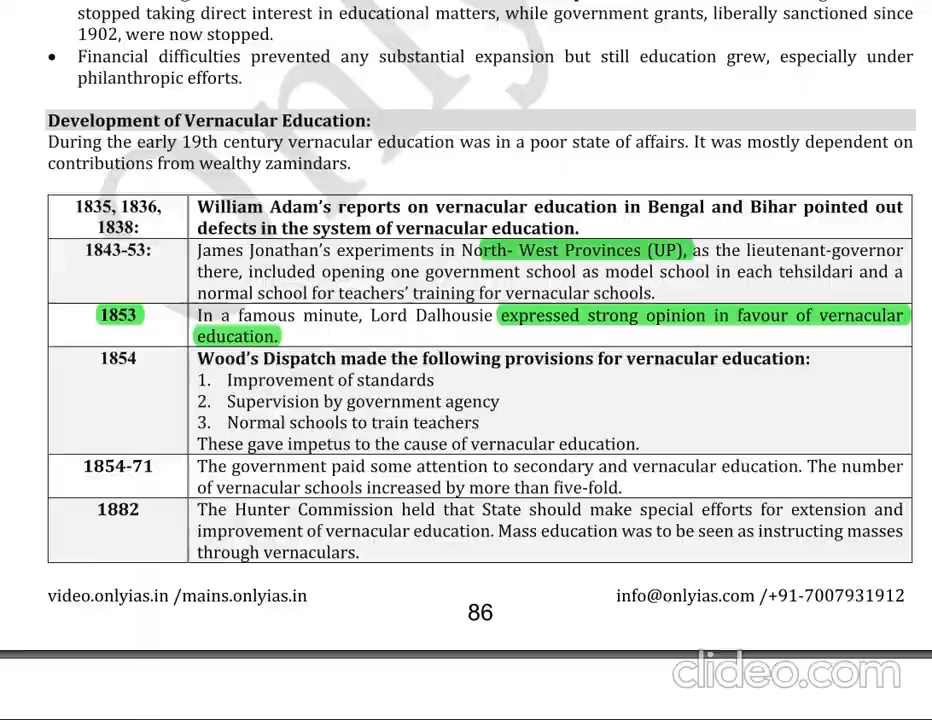 stopped taking direct interest in educational matters, while government grants, liberally sanctioned since
1902, were now stopped.
• Financial difficulties prevented any substantial expansion but still education grew, especially under
philanthropic efforts.
Development of Vernacular Education:
During the early 19th century vernacular education was in a poor state of affairs. It was mostly dependent on
contributions from wealthy zamindars.
1835, 1836,
1838:
William Adam's reports on vernacular education in Bengal and Bihar pointed out
defects in the system of vernacular education.
1843-53:
James Jonathan's experiments in North- West Provinces (UP), as the lieutenant-governor
there, included opening one government school as model school in each tehsildari and a
normal school for teachers' training for vernacular schools.
1853
In a famous minute, Lord Dalhousie expressed strong opinion in favour of vernacular
education.
1854
Wood's Dispatch made the following provisions for vernacular education:
1. Improvement of standards
2. Supervision by government agency
3. Normal schools to train teachers
These gave impetus to the cause of vernacular education.
1854-71
The government paid some attention to secondary and vernacular education. The number
of vernacular schools increased by more than five-fold.
1882
The Hunter Commission held that State should make special efforts for extension and
improvement of vernacular education. Mass education was to be seen as instructing masses
through vernaculars.
video.onlyias.in /mains.onlyias.in
info@onlyias.com /+91-7007931912
86
clideo.com